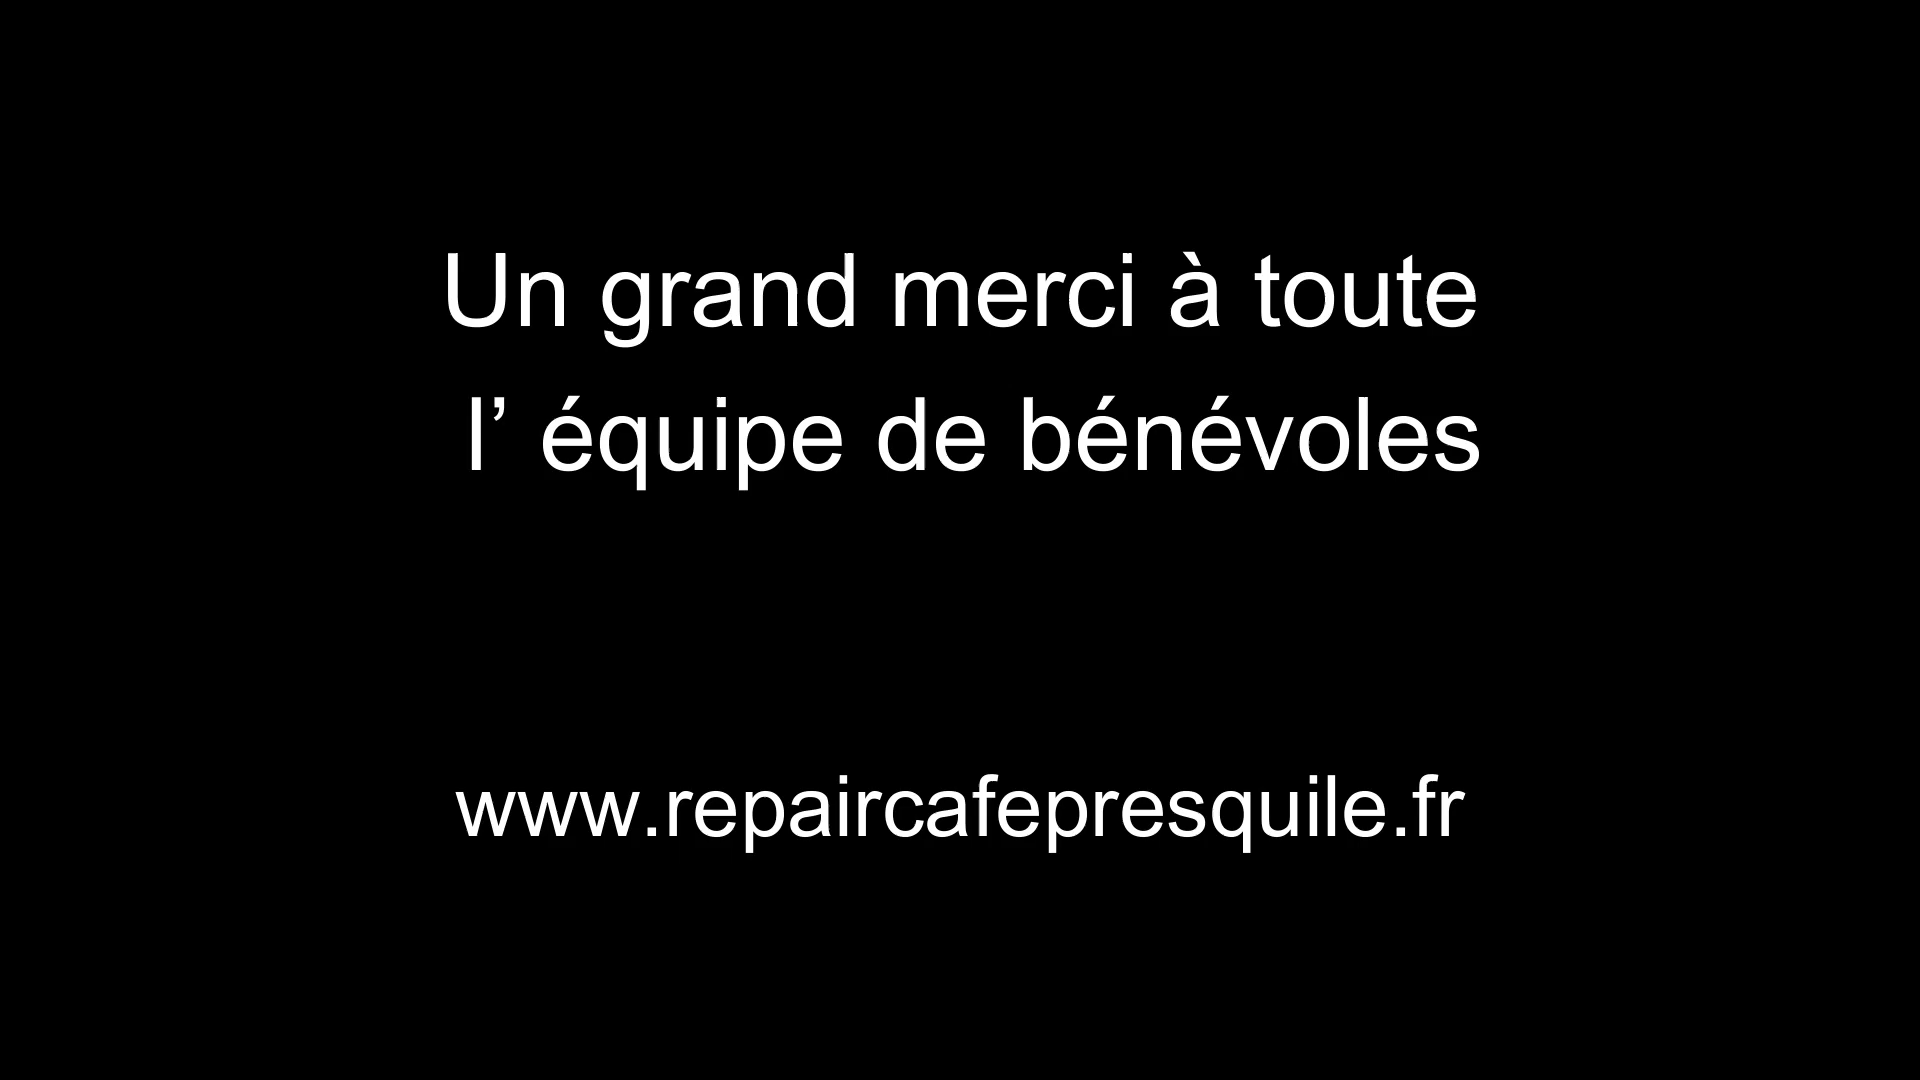 Un grand merci à toute
l’ équipe de bénévoles
www.repaircafepresquile.fr